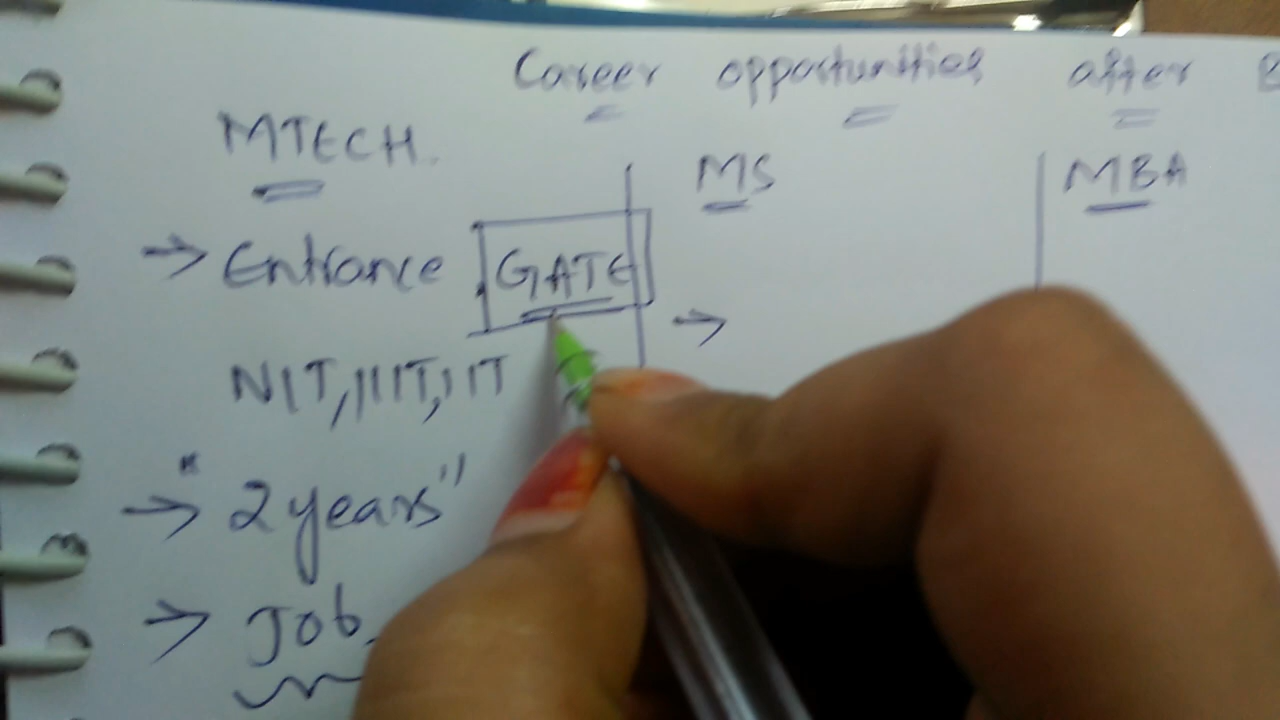 Career opportunities after
MTECH. MS MBA
→ Entrance GATE
→
NIT, IIIT, IIT
→ "2 years"
→ Job